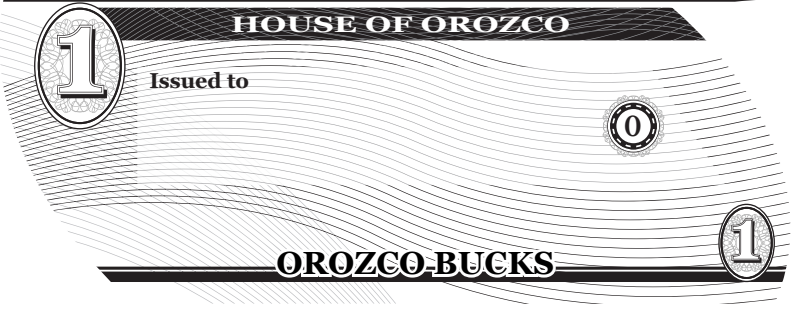 HOUSE OF OROZCO
1
Issued to
0
1
OROZCO BUCKS